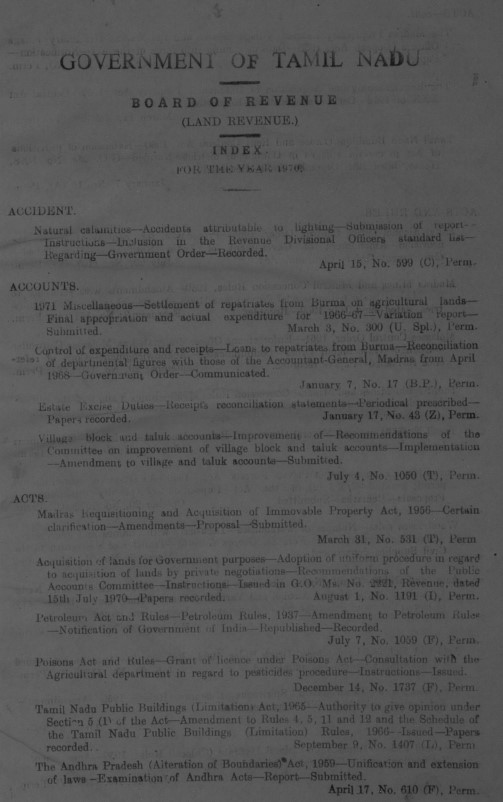 GOVERNMENT OF TAMIL NADU
BOARD OF REVENUE
(LAND REVENUE.)
INDEX
FOR THE YEAR 1970.
ACCIDENT.
Natural calamities—Accidents attributable to lighting—Submission of report—
Instructions—Inclusion in the Revenue Divisional Officers standard list—
Regarding—Government Order—Recorded.
April 15, No. 599 (C), Perm.
ACCOUNTS.
1971 Miscellaneous—Settlement of repatriates from Burma on agricultural lands—
Final appropriation and actual expenditure for 1966-67—Variation report—
Submitted. March 3, No. 300 (U. Spl.), Perm.
Control of expenditure and receipts—Loans to repatriates from Burma—Reconciliation
of departmental figures with those of the Accountant-General, Madras from April
1968—Government Order—Communicated.
January 7, No. 17 (B.P.), Perm.
Estate Excise Duties—Receipts reconciliation statements—Periodical prescribed—
Papers recorded. January 17, No. 43 (Z), Perm.
Village block and taluk accounts—Improvement of—Recommendations of the
Committee on improvement of village block and taluk accounts—Implementation
—Amendment to village and taluk accounts—Submitted.
July 4, No. 1050 (T), Perm.
ACTS.
Madras Requisitioning and Acquisition of Immovable Property Act, 1956—Certain
clarification—Amendments—Proposal—Submitted.
March 31, No. 531 (T), Perm
Acquisition of lands for Government purposes—Adoption of uniform procedure in regard
to acquisition of lands by private negotiations—Recommendations of the Public
Accounts Committee—Instructions—Issued in G.O. Ms. No. 2221, Revenue, dated
15th July 1970—Papers recorded. August 1, No. 1191 (I), Perm.
Petroleum Act and Rules—Petroleum Rules, 1937—Amendment to Petroleum Rules
—Notification of Government of India—Republished—Recorded.
July 7, No. 1059 (F), Perm.
Poisons Act and Rules—Grant of licence under Poisons Act—Consultation with the
Agricultural department in regard to pesticides procedure—Instructions—Issued.
December 14, No. 1737 (F), Perm
Tamil Nadu Public Buildings (Limitation) Act, 1965—Authority to give opinion under
Section 5 (1) of the Act—Amendment to Rules 4, 5, 11 and 12 and the Schedule of
the Tamil Nadu Public Buildings (Limitation) Rules, 1966—Issued—Papers
recorded. September 9, No. 1407 (L), Perm
The Andhra Pradesh (Alteration of Boundaries) Act, 1959—Unification and extension
of laws—Examination of Andhra Acts—Report—Submitted.
April 17, No. 610 (F), Perm.